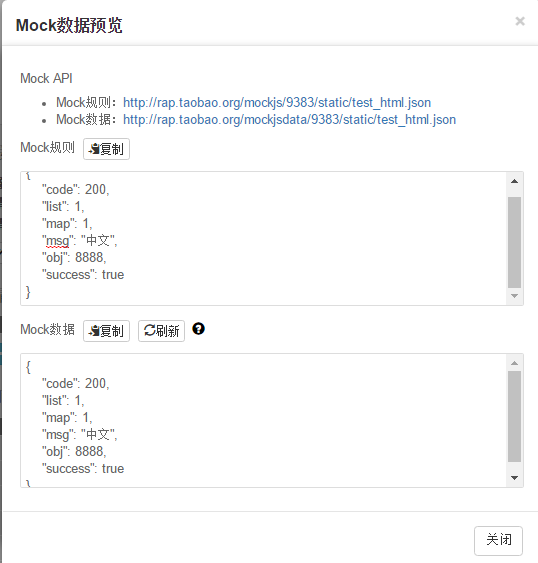 Mock数据预览
×
Mock API
• Mock规则：http://rap.taobao.org/mockjs/9383/static/test_html.json
• Mock数据：http://rap.taobao.org/mockjsdata/9383/static/test_html.json
Mock规则 复制
{
"code": 200,
"list": 1,
"map": 1,
"msg": "中文",
"obj": 8888,
"success": true
}
Mock数据 复制 刷新 ?
{
"code": 200,
"list": 1,
"map": 1,
"msg": "中文",
"obj": 8888,
"success": true
}
关闭